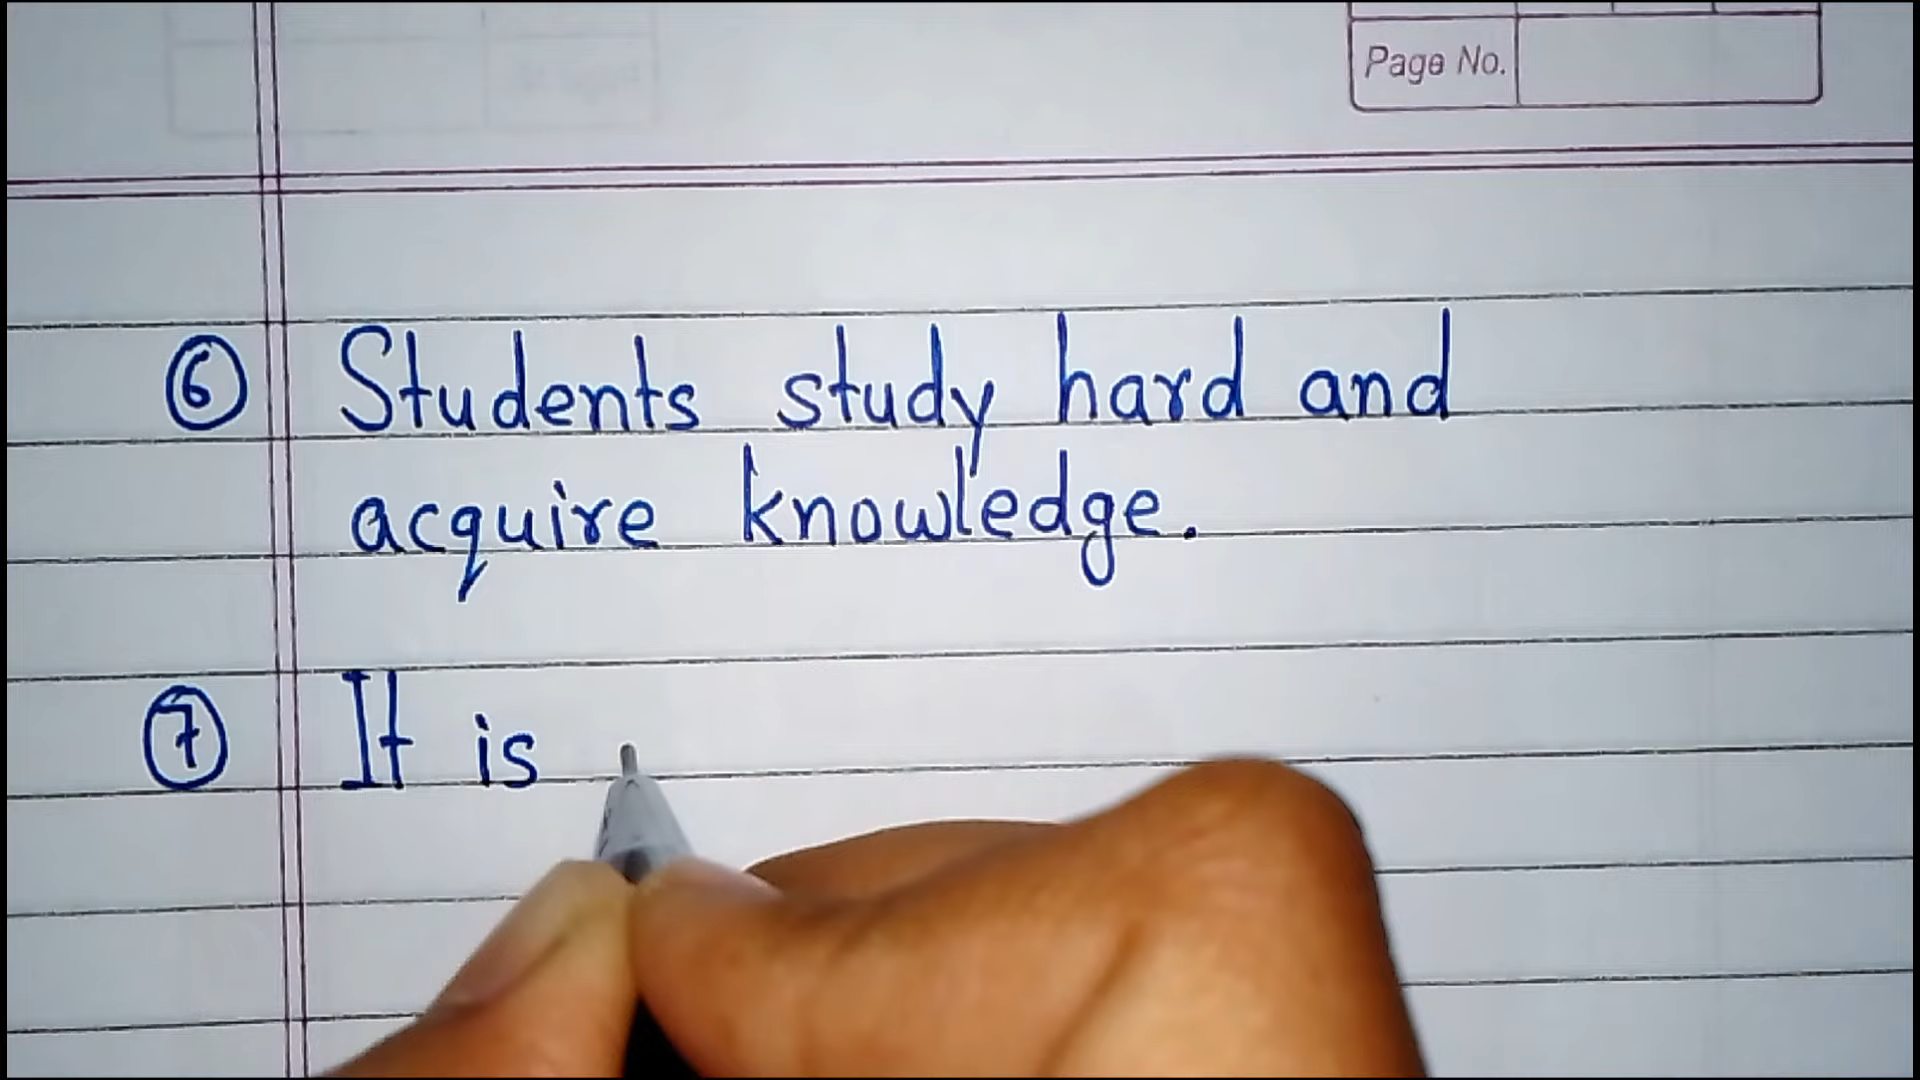 Page No.
⑥ Students study hard and
acquire knowledge.
⑦ It is